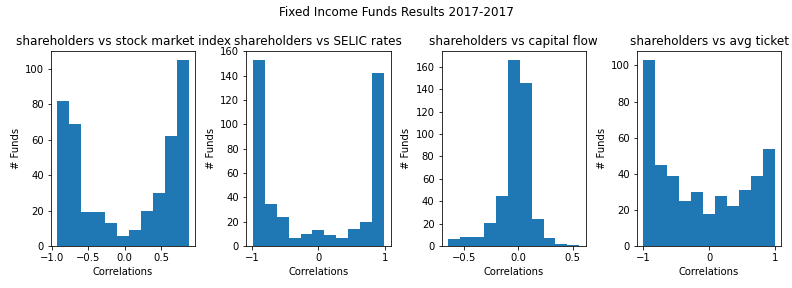 Fixed Income Funds Results 2017-2017
shareholders vs stock market index
# Funds
100
80
60
40
20
0
−1.0 −0.5 0.0 0.5
Correlations
shareholders vs SELIC rates
# Funds
160
140
120
100
80
60
40
20
0
−1 0 1
Correlations
shareholders vs capital flow
# Funds
160
140
120
100
80
60
40
20
0
−0.5 0.0 0.5
Correlations
shareholders vs avg ticket
# Funds
100
80
60
40
20
0
−1 0 1
Correlations